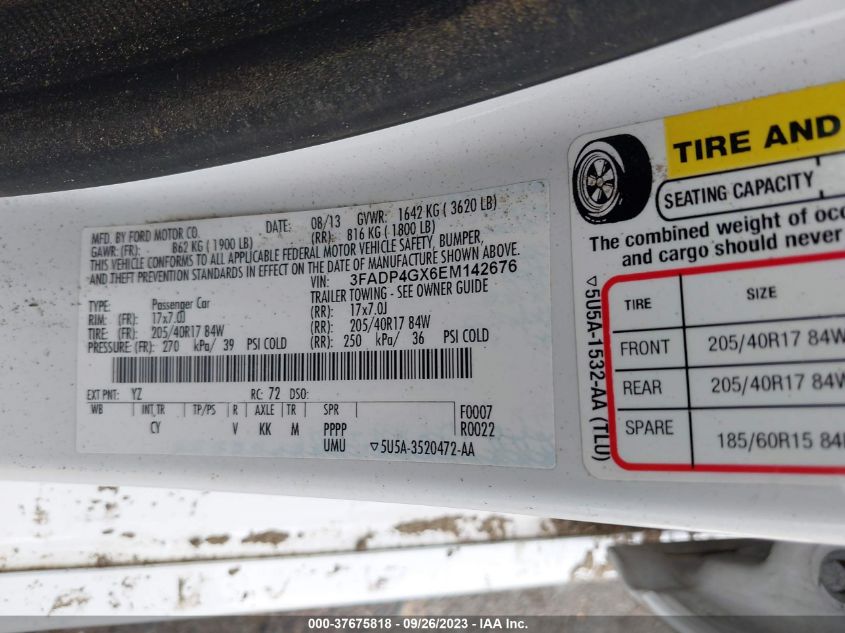 MFD. BY FORD MOTOR CO.
DATE: 08/13 GVWR: 1642 KG ( 3620 LB)
GAWR: (FR): 862 KG ( 1900 LB) (RR): 816 KG ( 1800 LB)
THIS VEHICLE CONFORMS TO ALL APPLICABLE FEDERAL MOTOR VEHICLE SAFETY, BUMPER,
AND THEFT PREVENTION STANDARDS IN EFFECT ON THE DATE OF MANUFACTURE SHOWN ABOVE.
VIN: 3FADP4GX6EM142676
TYPE: Passenger Car TRAILER TOWING - SEE OWNER GUIDE
RIM: (FR): 17x7.0J (RR): 17x7.0J
TIRE: (FR): 205/40R17 84W (RR): 205/40R17 84W
PRESSURE: (FR): 270 kPa/ 39 PSI COLD (RR): 250 kPa/ 36 PSI COLD
EXT PNT: YZ RC: 72 DSO:
WB INT TR TP/PS R AXLE TR SPR F0007
CY V KK M PPPP R0022
UMU ▽5U5A-3520472-AA
TIRE AND
SEATING CAPACITY
The combined weight of occ
and cargo should never
TIRE SIZE
FRONT 205/40R17 84W
REAR 205/40R17 84W
SPARE 185/60R15 84
▽5U5A-1532-AA (TLU)
000-37675818 - 09/26/2023 - IAA Inc.